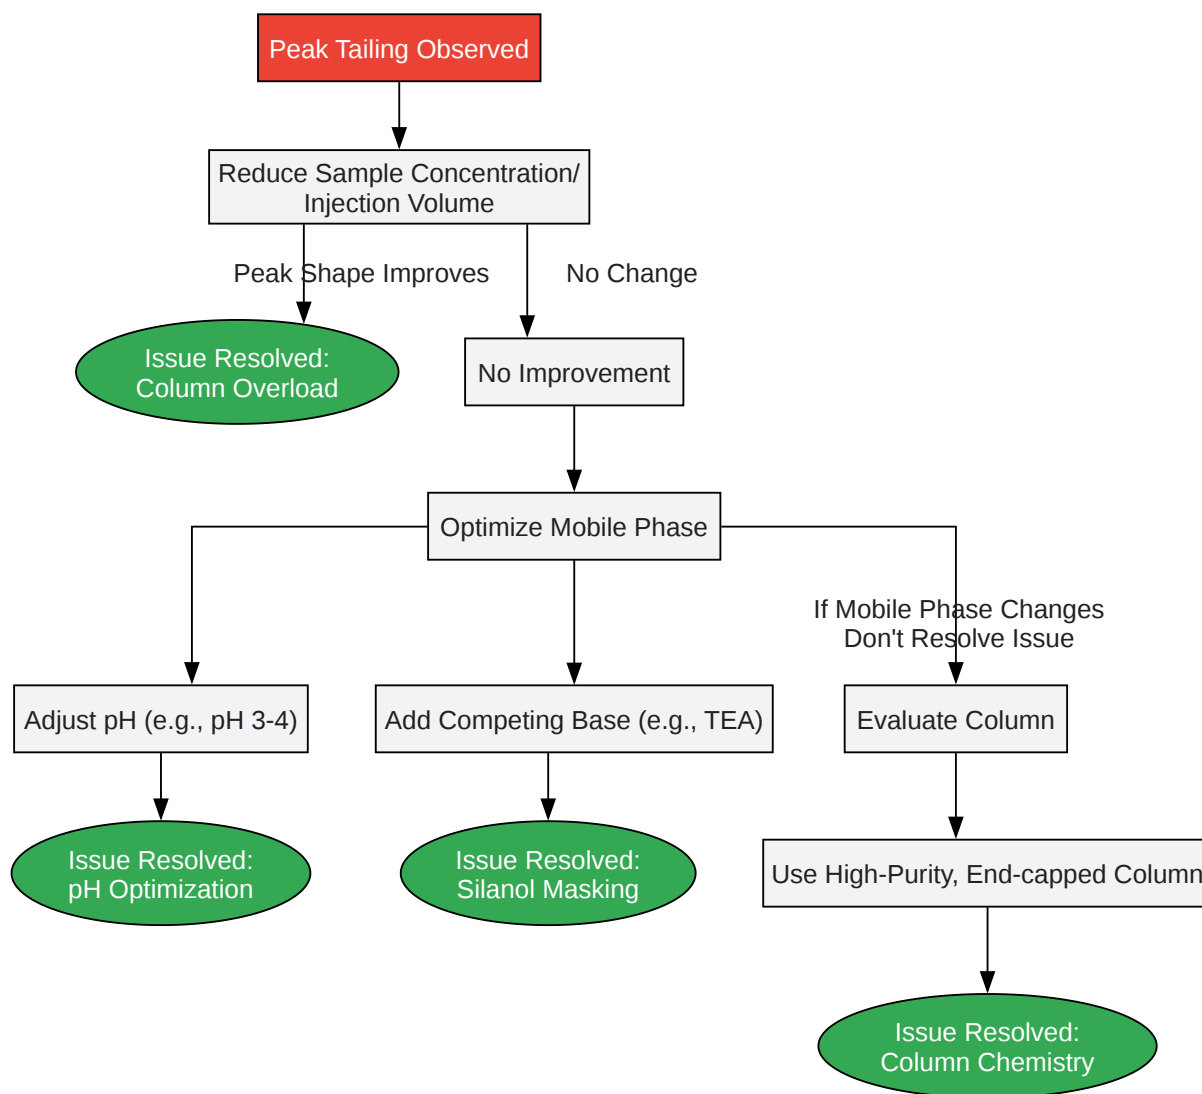 Peak Tailing Observed
Reduce Sample Concentration/
Injection Volume
Peak Shape Improves
No Change
Issue Resolved:
Column Overload
No Improvement
Optimize Mobile Phase
If Mobile Phase Changes
Don't Resolve Issue
Adjust pH (e.g., pH 3-4)
Add Competing Base (e.g., TEA)
Evaluate Column
Issue Resolved:
pH Optimization
Issue Resolved:
Silanol Masking
Use High-Purity, End-capped Column
Issue Resolved:
Column Chemistry